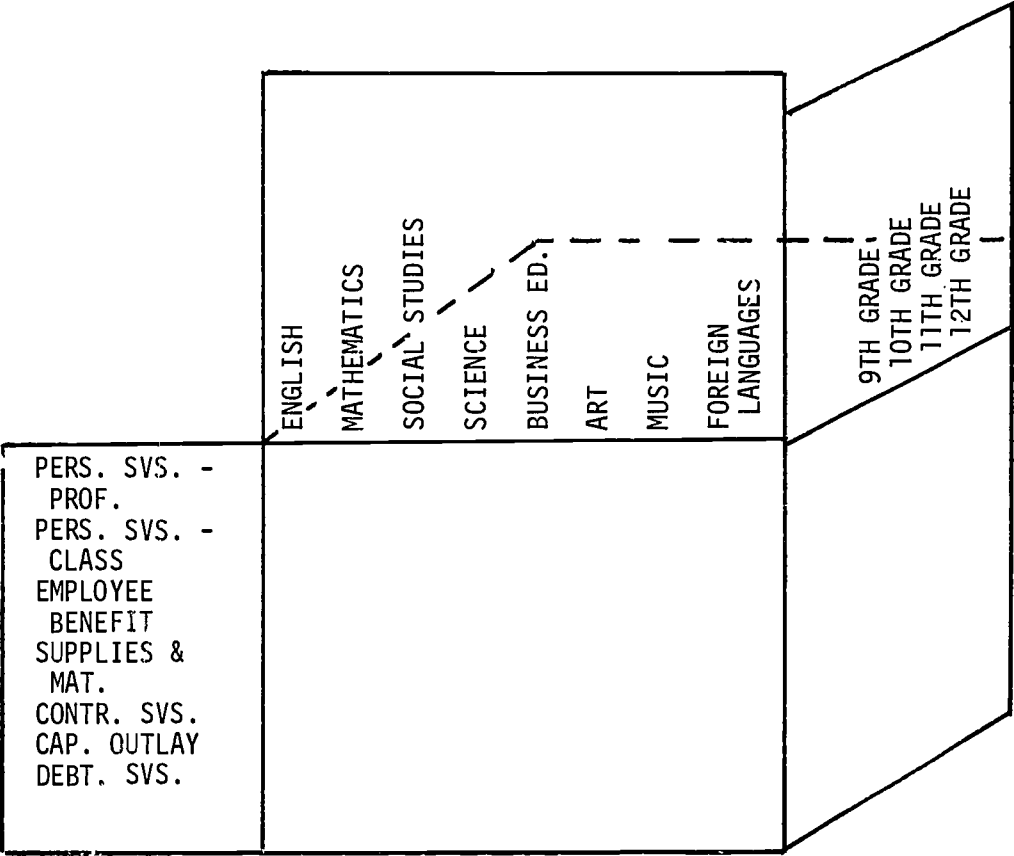 ENGLISH
MATHEMATICS
SOCIAL STUDIES
SCIENCE
BUSINESS ED.
ART
MUSIC
FOREIGN
LANGUAGES
9TH GRADE
10TH GRADE
11TH GRADE
12TH GRADE
PERS. SVS. -
PROF.
PERS. SVS. -
CLASS
EMPLOYEE
BENEFIT
SUPPLIES &
MAT.
CONTR. SVS.
CAP. OUTLAY
DEBT. SVS.